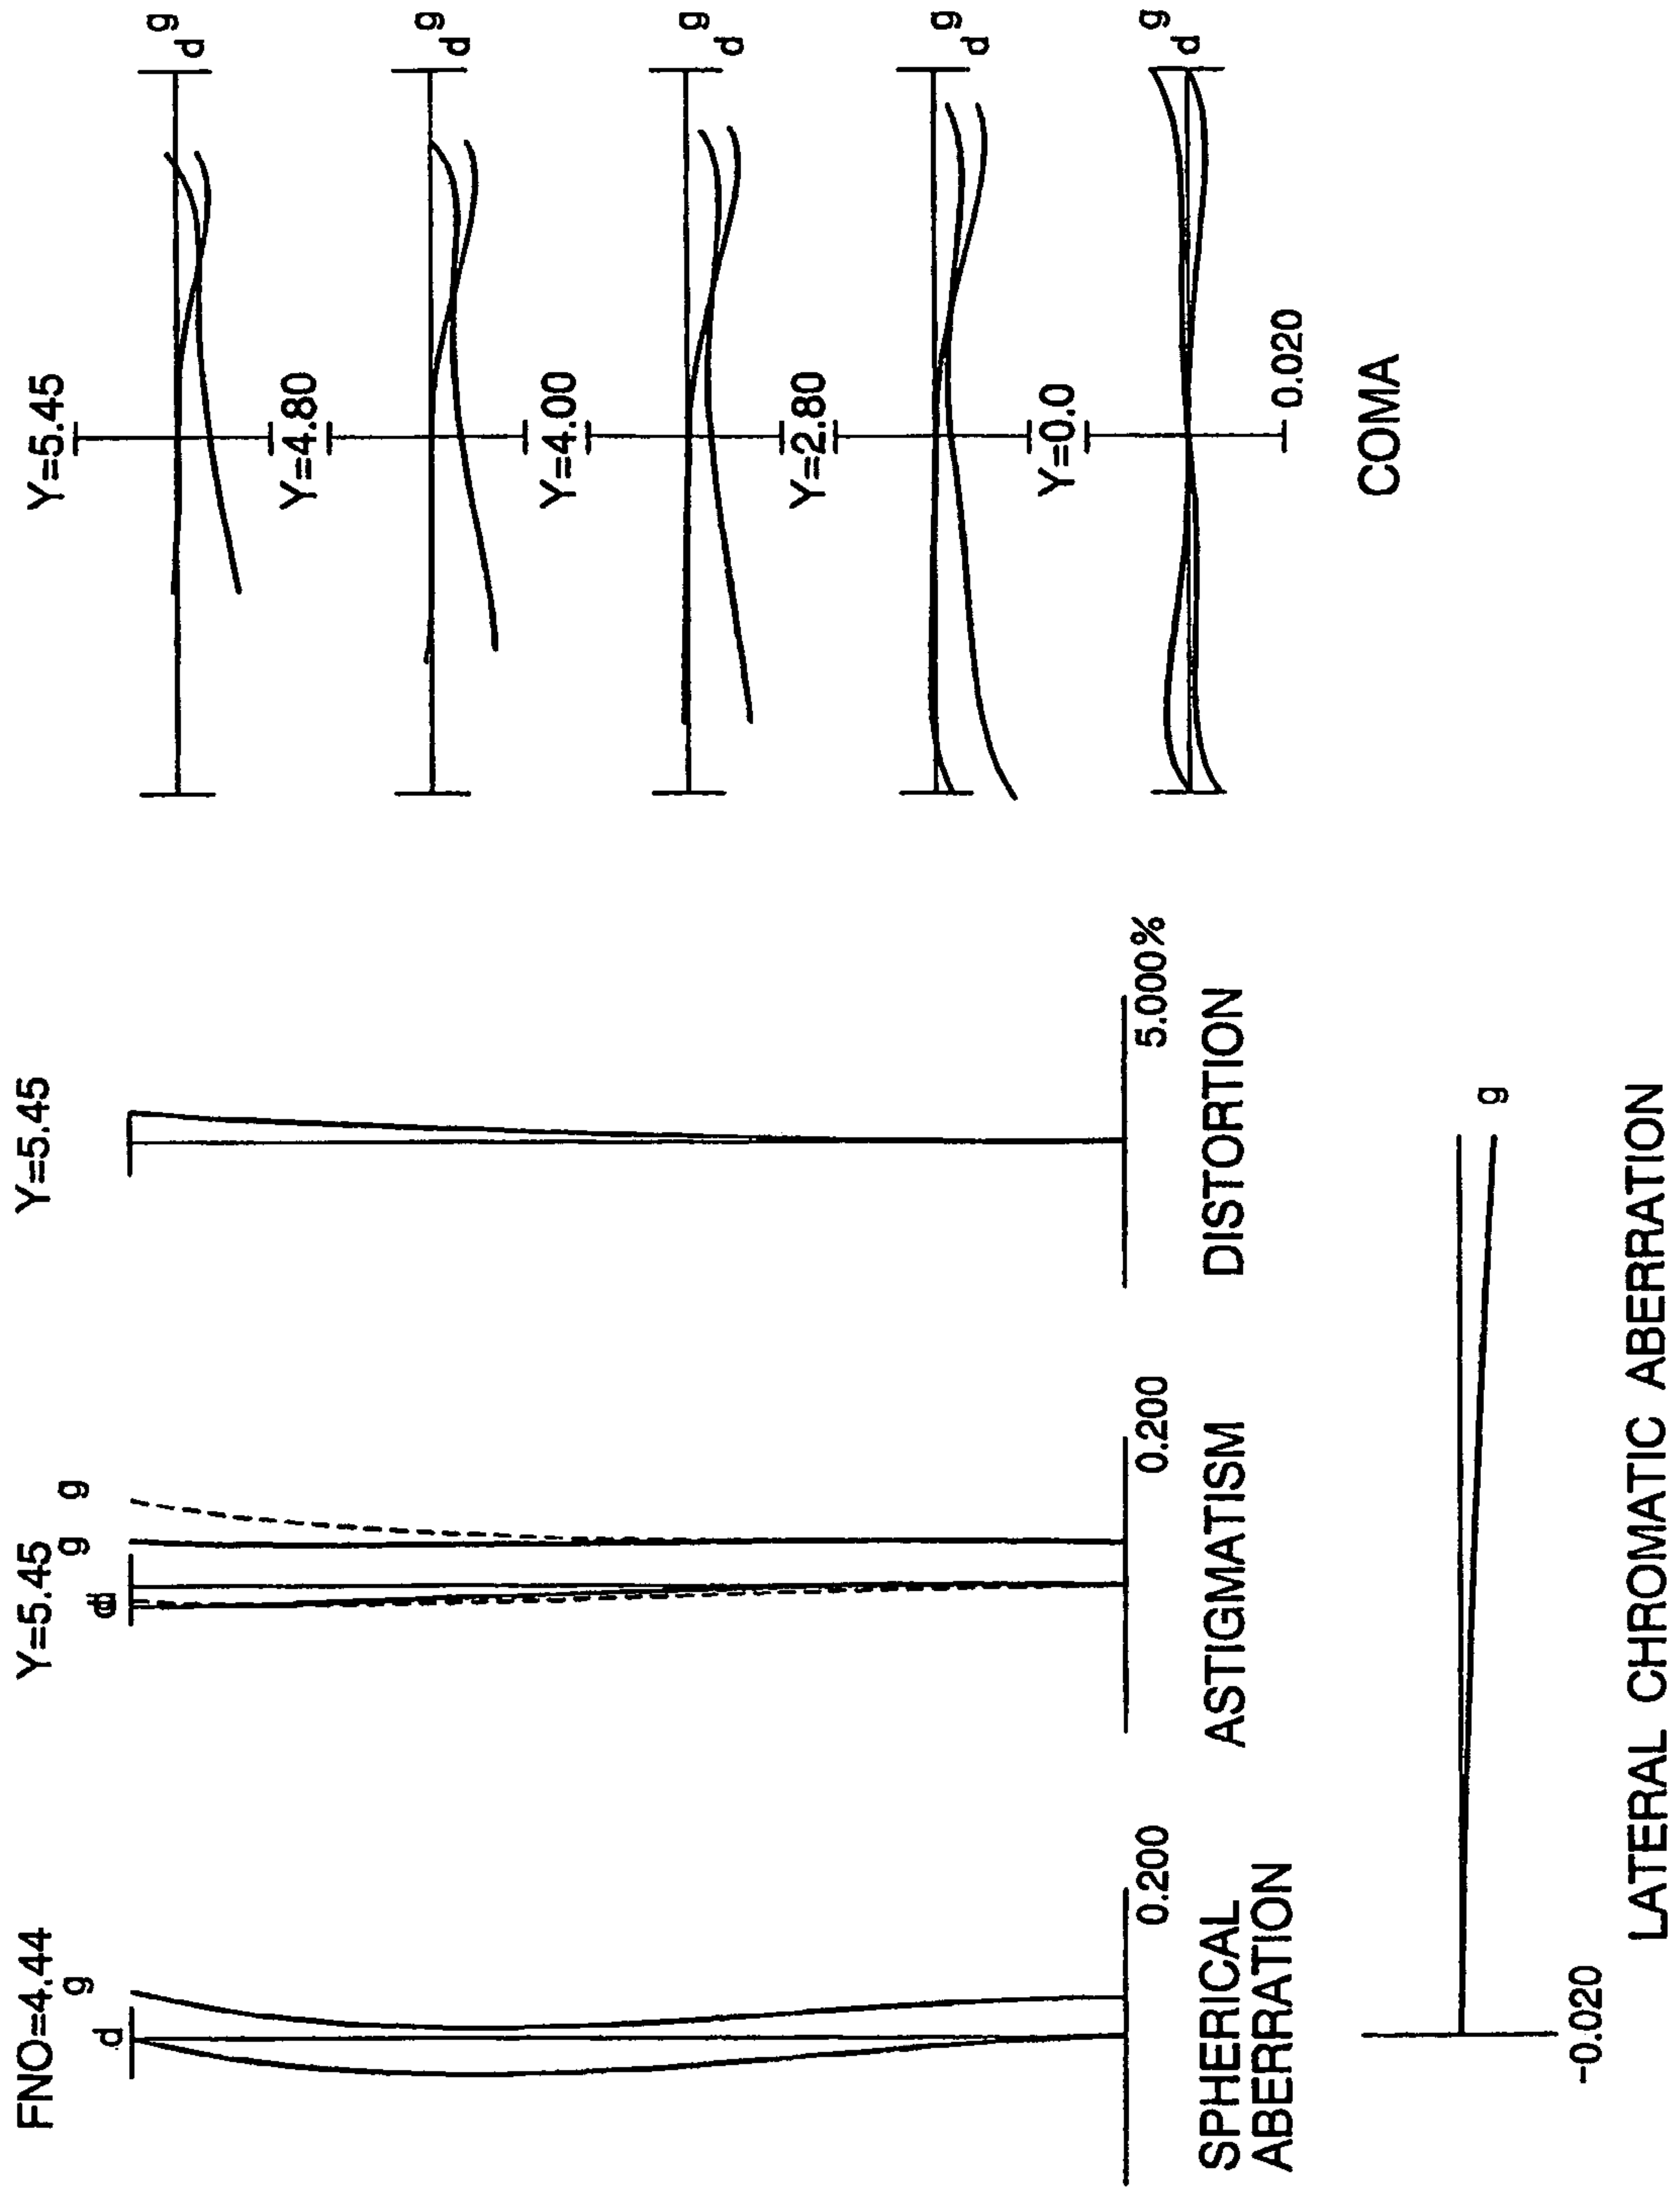 FNO=4.44
g
d
0.200
SPHERICAL
ABERRATION
Y=5.45
g
g
d
d
0.200
ASTIGMATISM
Y=5.45
5.000%
DISTORTION
Y=5.45
g
d
Y=4.80
g
d
Y=4.00
g
d
Y=2.80
g
d
Y=0.0
g
d
0.020
COMA
-0.020
g
LATERAL CHROMATIC ABERRATION